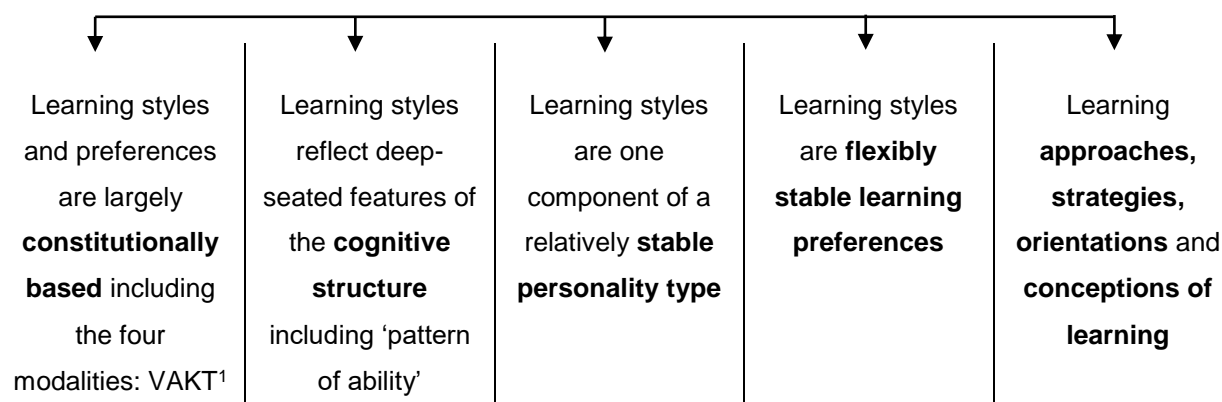 Learning styles
and preferences
are largely
constitutionally
based including
the four
modalities: VAKT¹
Learning styles
reflect deep-
seated features of
the cognitive
structure
including ‘pattern
of ability’
Learning styles
are one
component of a
relatively stable
personality type
Learning styles
are flexibly
stable learning
preferences
Learning
approaches,
strategies,
orientations and
conceptions of
learning